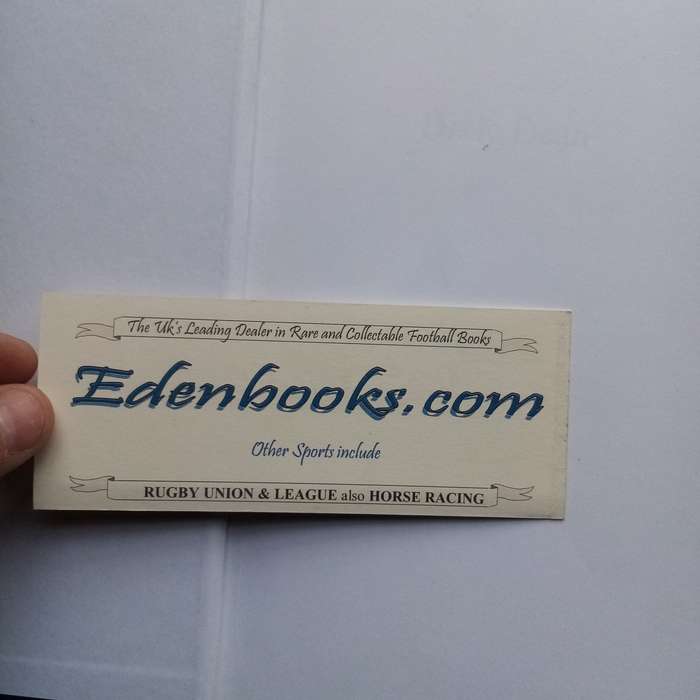 The Uk's Leading Dealer in Rare and Collectable Football Books
Edenbooks.com
Other Sports include
RUGBY UNION & LEAGUE also HORSE RACING